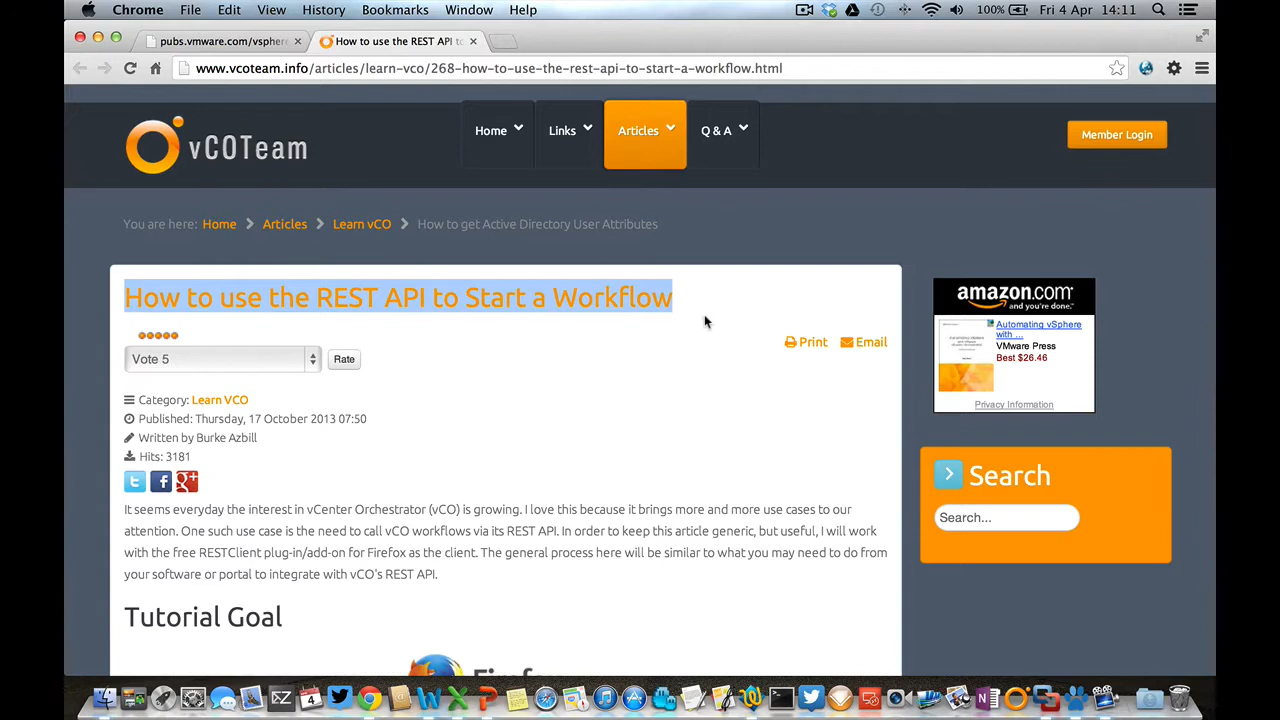 Chrome File Edit View History Bookmarks Window Help 100% Fri 4 Apr 14:11
pubs.vmware.com/vsphere How to use the REST API to
www.vcoteam.info/articles/learn-vco/268-how-to-use-the-rest-api-to-start-a-workflow.html
vCOTeam
Home Links Articles Q & A
Member Login
You are here: Home Articles Learn vCO How to get Active Directory User Attributes
How to use the REST API to Start a Workflow
Print Email
Vote 5 Rate
Category: Learn VCO
Published: Thursday, 17 October 2013 07:50
Written by Burke Azbill
Hits: 3181
It seems everyday the interest in vCenter Orchestrator (vCO) is growing. I love this because it brings more and more use cases to our
attention. One such use case is the need to call vCO workflows via its REST API. In order to keep this article generic, but useful, I will work
with the free RESTClient plug-in/add-on for Firefox as the client. The general process here will be similar to what you may need to do from
your software or portal to integrate with vCO's REST API.
Tutorial Goal
amazon.com
and you're done.
Automating vSphere
with ...
VMware Press
Best $26.46
Privacy Information
Search
Search...